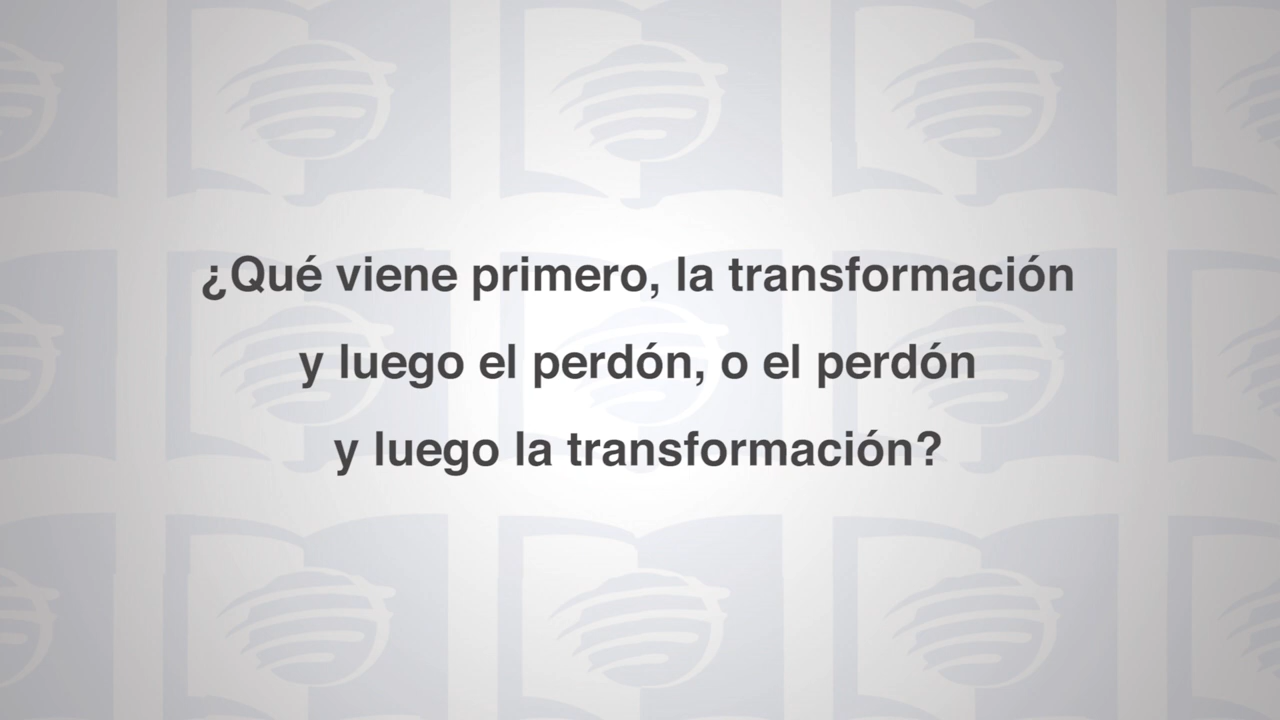 ¿Qué viene primero, la transformación
y luego el perdón, o el perdón
y luego la transformación?